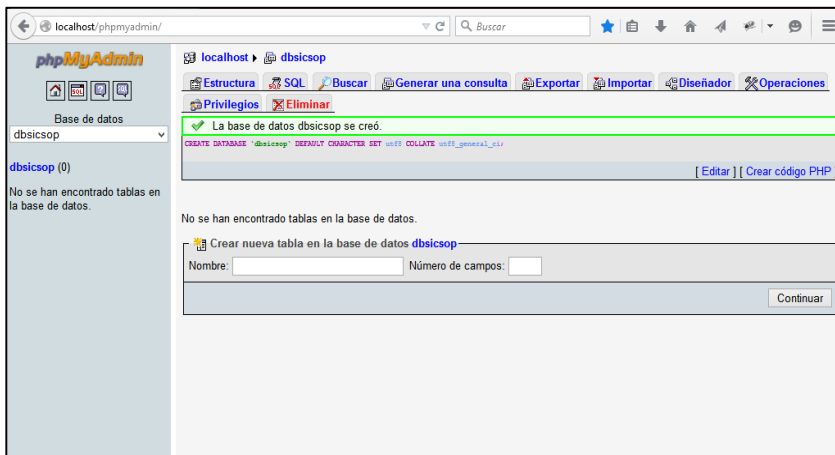 localhost/phpmyadmin/
Buscar
phpMyAdmin
SQL
Base de datos
dbsicsop
dbsicsop (0)
No se han encontrado tablas en
la base de datos.
localhost dbsicsop
Estructura SQL Buscar Generar una consulta Exportar Importar Diseñador Operaciones
Privilegios Eliminar
La base de datos dbsicsop se creó.
CREATE DATABASE `dbsicsop` DEFAULT CHARACTER SET utf8 COLLATE utf8_general_ci;
[ Editar ] [ Crear código PHP
No se han encontrado tablas en la base de datos.
Crear nueva tabla en la base de datos dbsicsop
Nombre: Número de campos:
Continuar